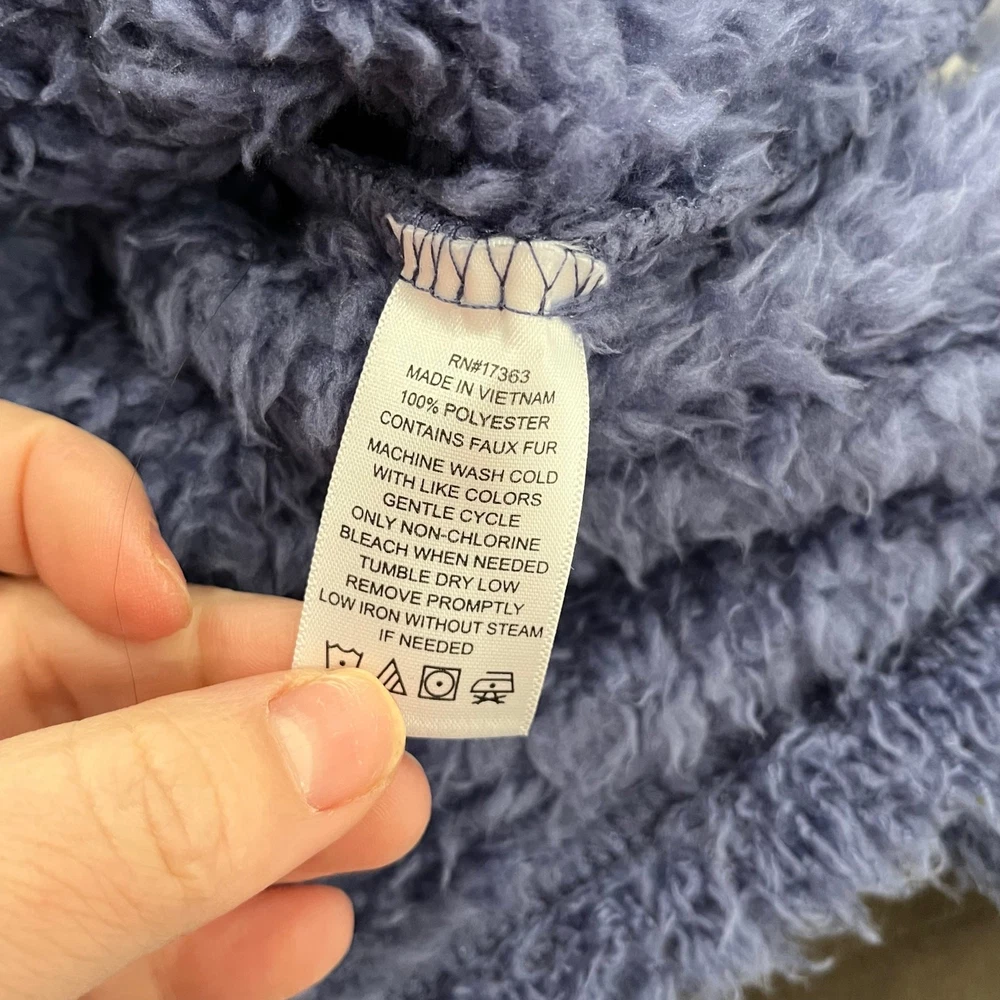 RN#17363
MADE IN VIETNAM
100% POLYESTER
CONTAINS FAUX FUR
MACHINE WASH COLD
WITH LIKE COLORS
GENTLE CYCLE
ONLY NON-CHLORINE
BLEACH WHEN NEEDED
TUMBLE DRY LOW
REMOVE PROMPTLY
LOW IRON WITHOUT STEAM
IF NEEDED